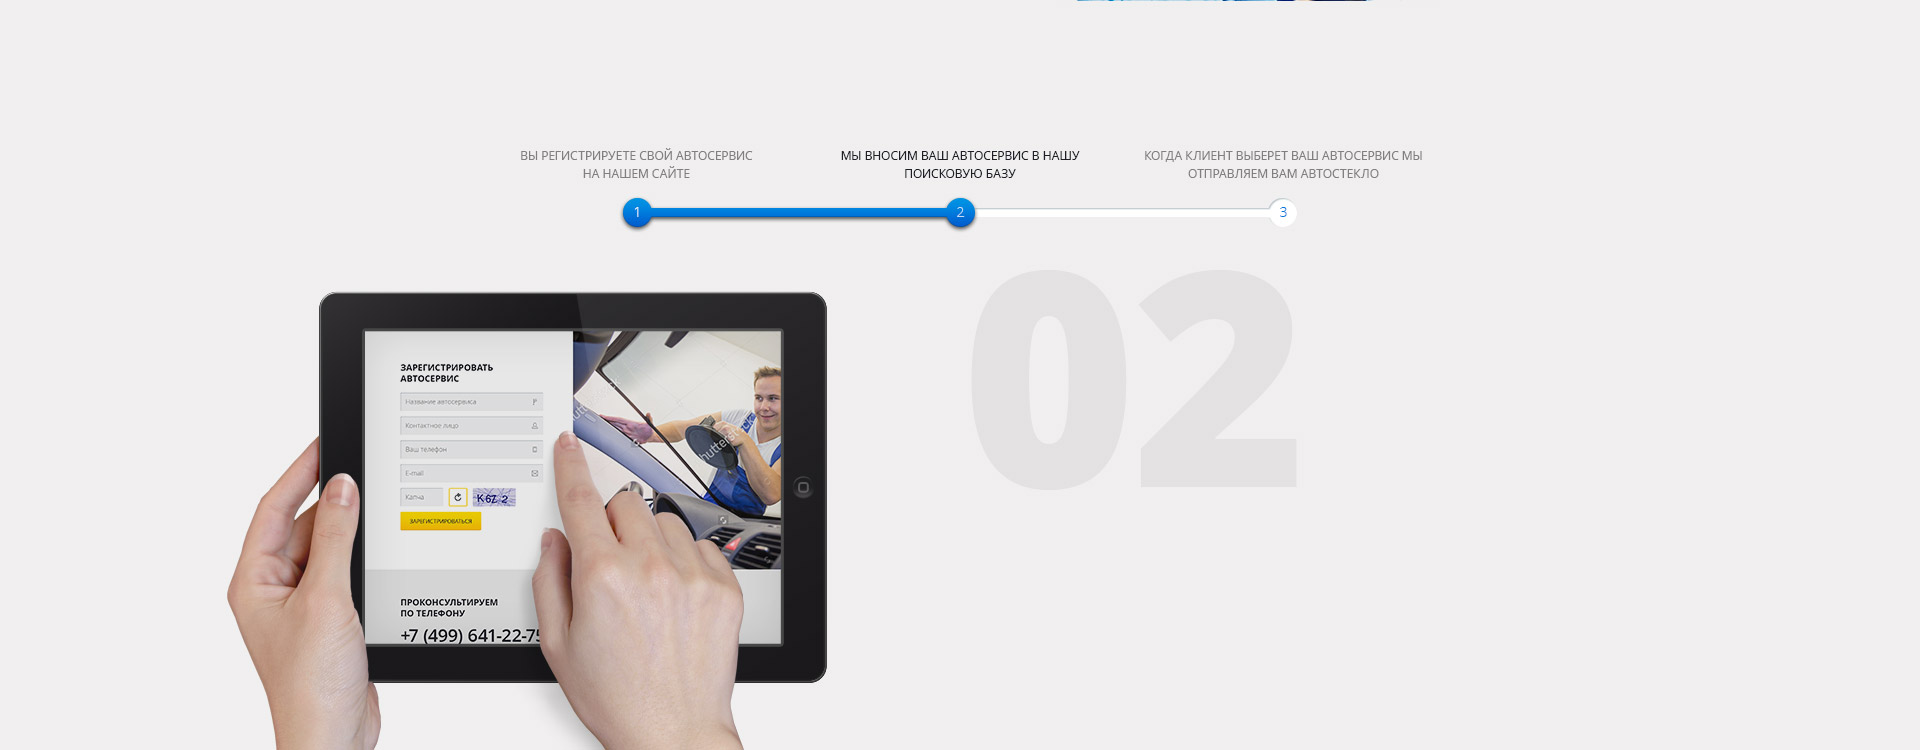 ВЫ РЕГИСТРИРУЕТЕ СВОЙ АВТОСЕРВИС
НА НАШЕМ САЙТЕ
МЫ ВНОСИМ ВАШ АВТОСЕРВИС В НАШУ
ПОИСКОВУЮ БАЗУ
КОГДА КЛИЕНТ ВЫБЕРЕТ ВАШ АВТОСЕРВИС МЫ
ОТПРАВЛЯЕМ ВАМ АВТОСТЕКЛО
1
2
3
02
ЗАРЕГИСТРИРОВАТЬ
АВТОСЕРВИС
Название автосервиса
Контактное лицо
Ваш телефон
E-mail
Капча
K6Z 2
ЗАРЕГИСТРИРОВАТЬСЯ
ПРОКОНСУЛЬТИРУЕМ
ПО ТЕЛЕФОНУ
+7 (499) 641-22-75